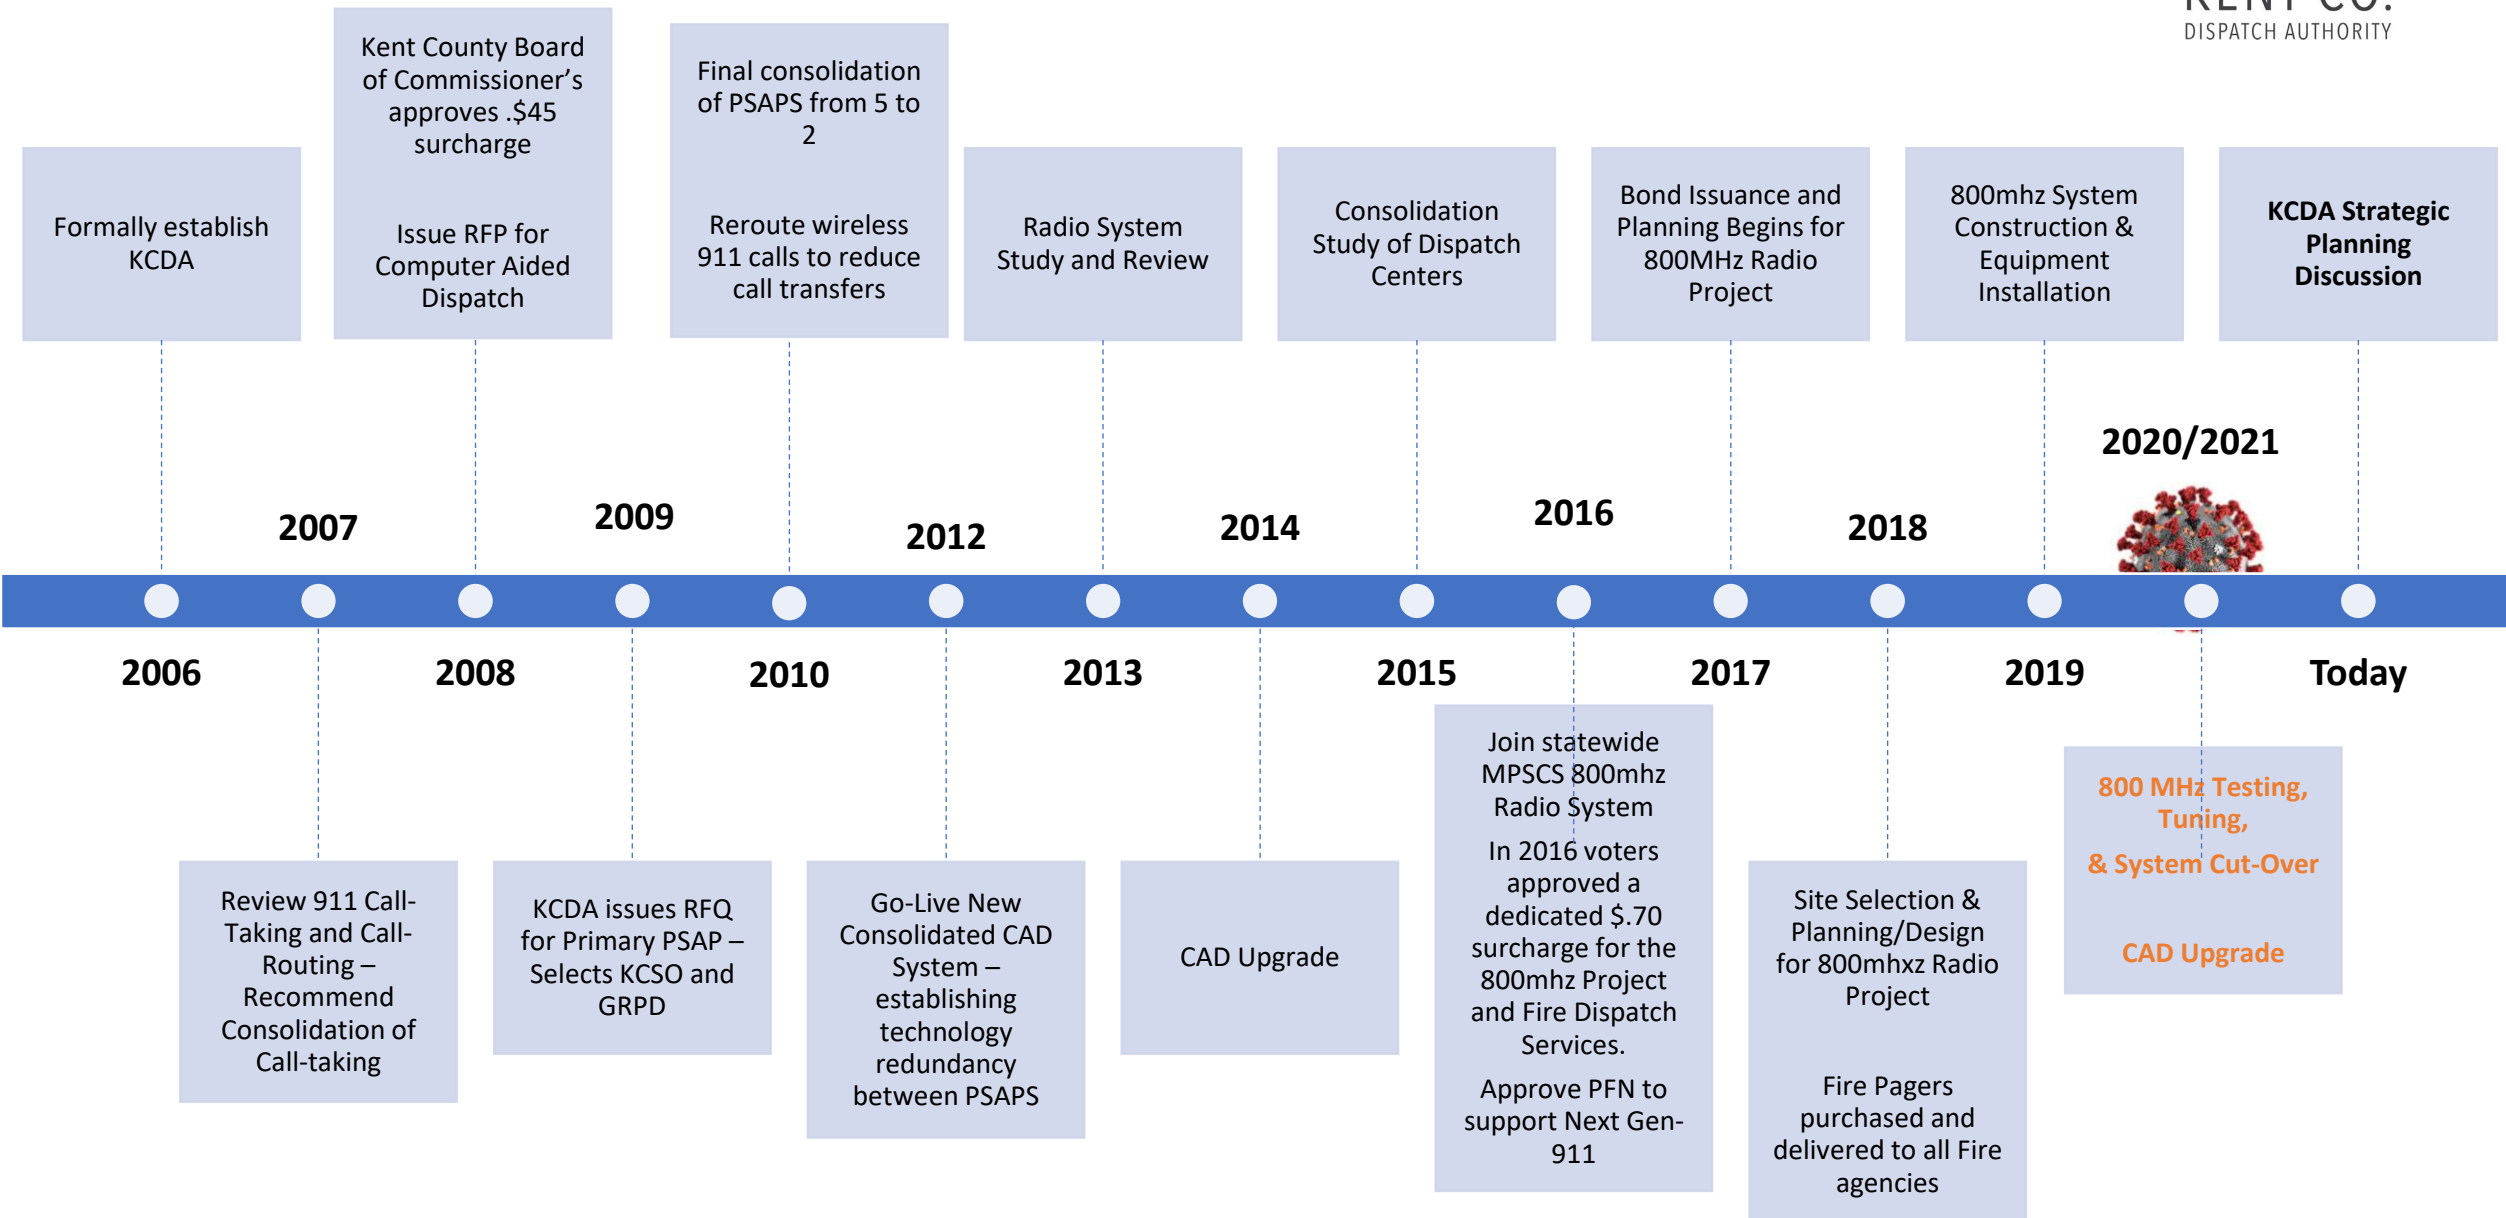 KENT CO.
DISPATCH AUTHORITY
Formally establish
KCDA
Kent County Board
of Commissioner’s
approves .$45
surcharge
Issue RFP for
Computer Aided
Dispatch
Final consolidation
of PSAPS from 5 to
2
Reroute wireless
911 calls to reduce
call transfers
Radio System
Study and Review
Consolidation
Study of Dispatch
Centers
Bond Issuance and
Planning Begins for
800MHz Radio
Project
800mhz System
Construction &
Equipment
Installation
KCDA Strategic
Planning
Discussion
2007
2009
2012
2014
2016
2018
2020/2021
2006
2008
2010
2013
2015
2017
2019
Today
Review 911 Call-
Taking and Call-
Routing –
Recommend
Consolidation of
Call-taking
KCDA issues RFQ
for Primary PSAP –
Selects KCSO and
GRPD
Go-Live New
Consolidated CAD
System –
establishing
technology
redundancy
between PSAPS
CAD Upgrade
Join statewide
MPSCS 800mhz
Radio System
In 2016 voters
approved a
dedicated $.70
surcharge for the
800mhz Project
and Fire Dispatch
Services.
Approve PFN to
support Next Gen-
911
Site Selection &
Planning/Design
for 800mhxz Radio
Project
Fire Pagers
purchased and
delivered to all Fire
agencies
800 MHz Testing,
Tuning,
& System Cut-Over
CAD Upgrade